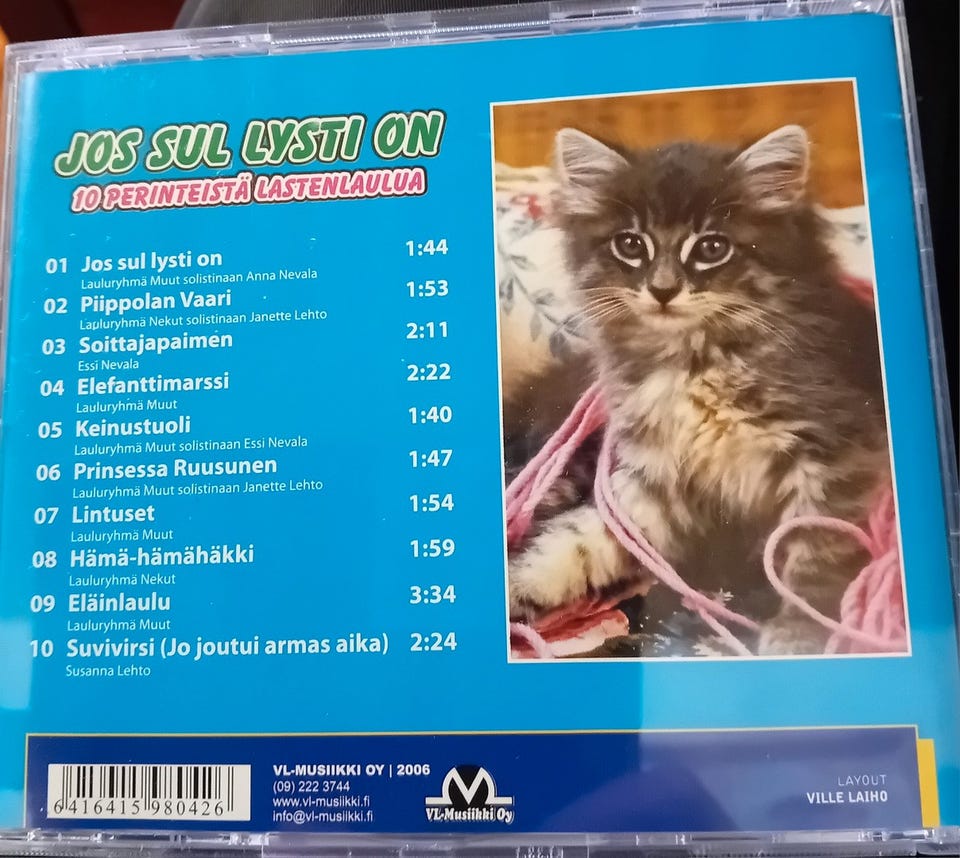 JOS SUL LYSTI ON
10 PERINTEISTÄ LASTENLAULUA
01 Jos sul lysti on 1:44
Lauluryhmä Muut solistinaan Anna Nevala
02 Piippolan Vaari 1:53
Lauluryhmä Nekut solistinaan Janette Lehto
03 Soittajapaimen 2:11
Essi Nevala
04 Elefanttimarssi 2:22
Lauluryhmä Muut
05 Keinustuoli 1:40
Lauluryhmä Muut solistinaan Essi Nevala
06 Prinsessa Ruusunen 1:47
Lauluryhmä Muut solistinaan Janette Lehto
07 Lintuset 1:54
Lauluryhmä Muut
08 Hämä-hämähäkki 1:59
Lauluryhmä Nekut
09 Eläinlaulu 3:34
Lauluryhmä Muut
10 Suvivirsi (Jo joutui armas aika) 2:24
Susanna Lehto
6 416415 980426
VL-MUSIIKKI OY | 2006
(09) 222 3744
www.vl-musiikki.fi
info@vl-musiikki.fi
VL-Musiikki Oy
LAYOUT
VILLE LAIHO